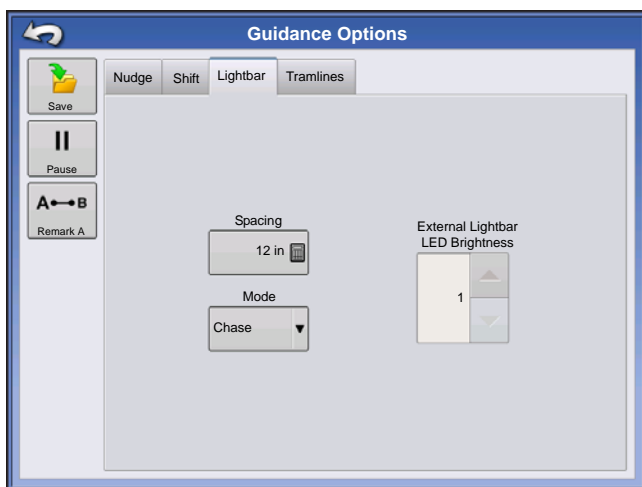 Guidance Options
Save
Pause
A B
Remark A
Nudge Shift Lightbar Tramlines
Spacing
12 in
Mode
Chase
External Lightbar
LED Brightness
1